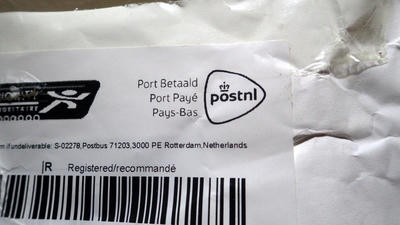 Port Betaald
Port Payé
Pays-Bas
postnl
if undeliverable: S-02278,Postbus 71203,3000 PE Rotterdam,Netherlands
R Registered/recommandé